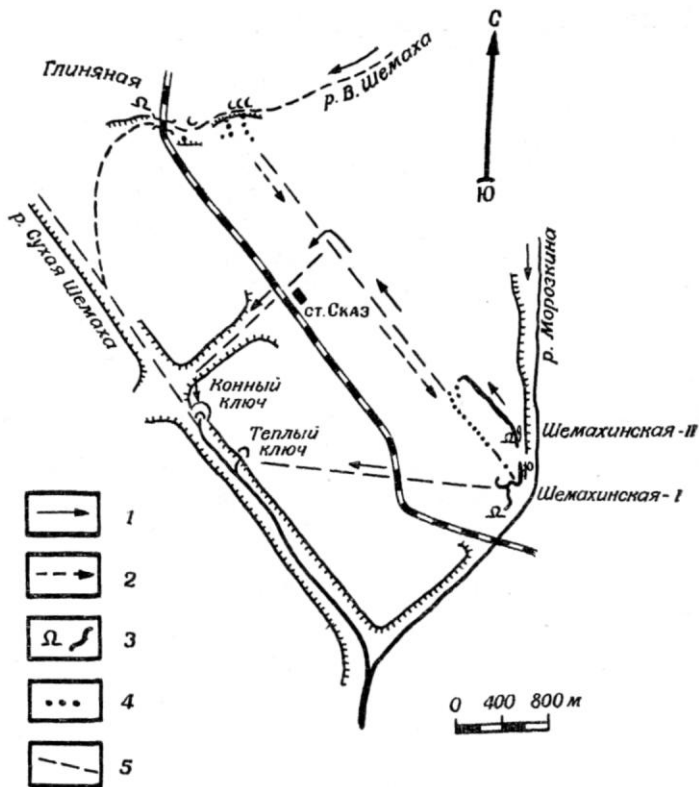 С
Глиняная
р. В. Шемаха
Ю
р. Сухая Шемаха
р. Морозкина
ст. Сказ
Конный
ключ
Теплый
ключ
Шемахинская-II
Шемахинская-I
1
2
3
4
5
0 400 800 м